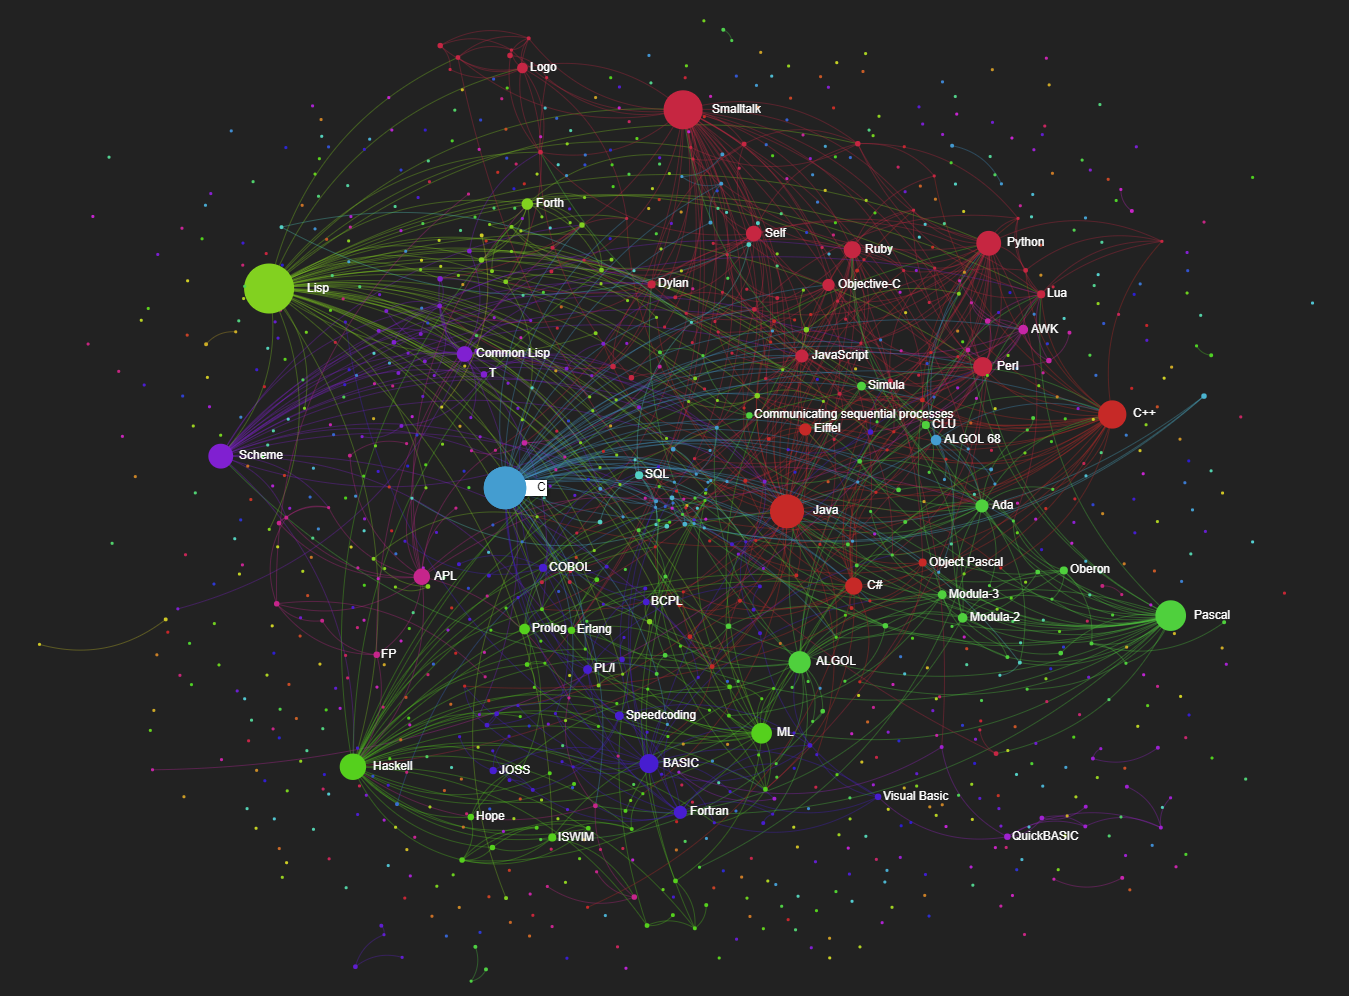 Logo
Smalltalk
Forth
Self
Python
Ruby
Dylan
Objective-C
Lisp
Lua
AWK
Common Lisp
JavaScript
Perl
T
Simula
Communicating sequential processes
C++
Eiffel
CLU
ALGOL 68
Scheme
SQL
C
Ada
Java
Object Pascal
COBOL
Oberon
APL
C#
Modula-3
BCPL
Pascal
Modula-2
Prolog
Erlang
FP
ALGOL
PL/I
Speedcoding
ML
BASIC
Haskell
JOSS
Visual Basic
Fortran
Hope
ISWIM
QuickBASIC